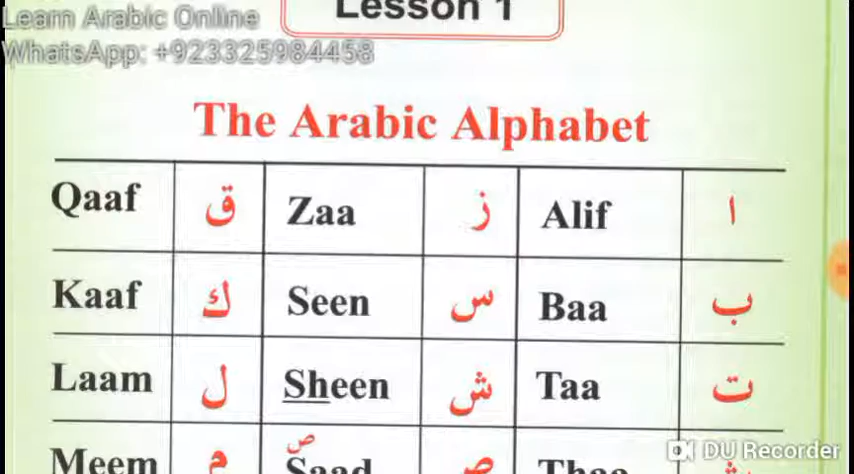 Learn Arabic Online
Lesson 1
WhatsApp: +923325984458
The Arabic Alphabet
Qaaf ق Zaa ز Alif ا
Kaaf ك Seen س Baa ب
Laam ل Sheen ش Taa ت
ص
Meem م Saad ص Thaa ث
DU Recorder